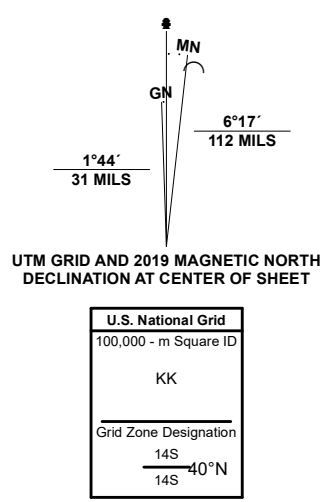 MN
GN
6°17´
112 MILS
1°44´
31 MILS
UTM GRID AND 2019 MAGNETIC NORTH
DECLINATION AT CENTER OF SHEET
U.S. National Grid
100,000 - m Square ID
KK
Grid Zone Designation
14S
40°N
14S